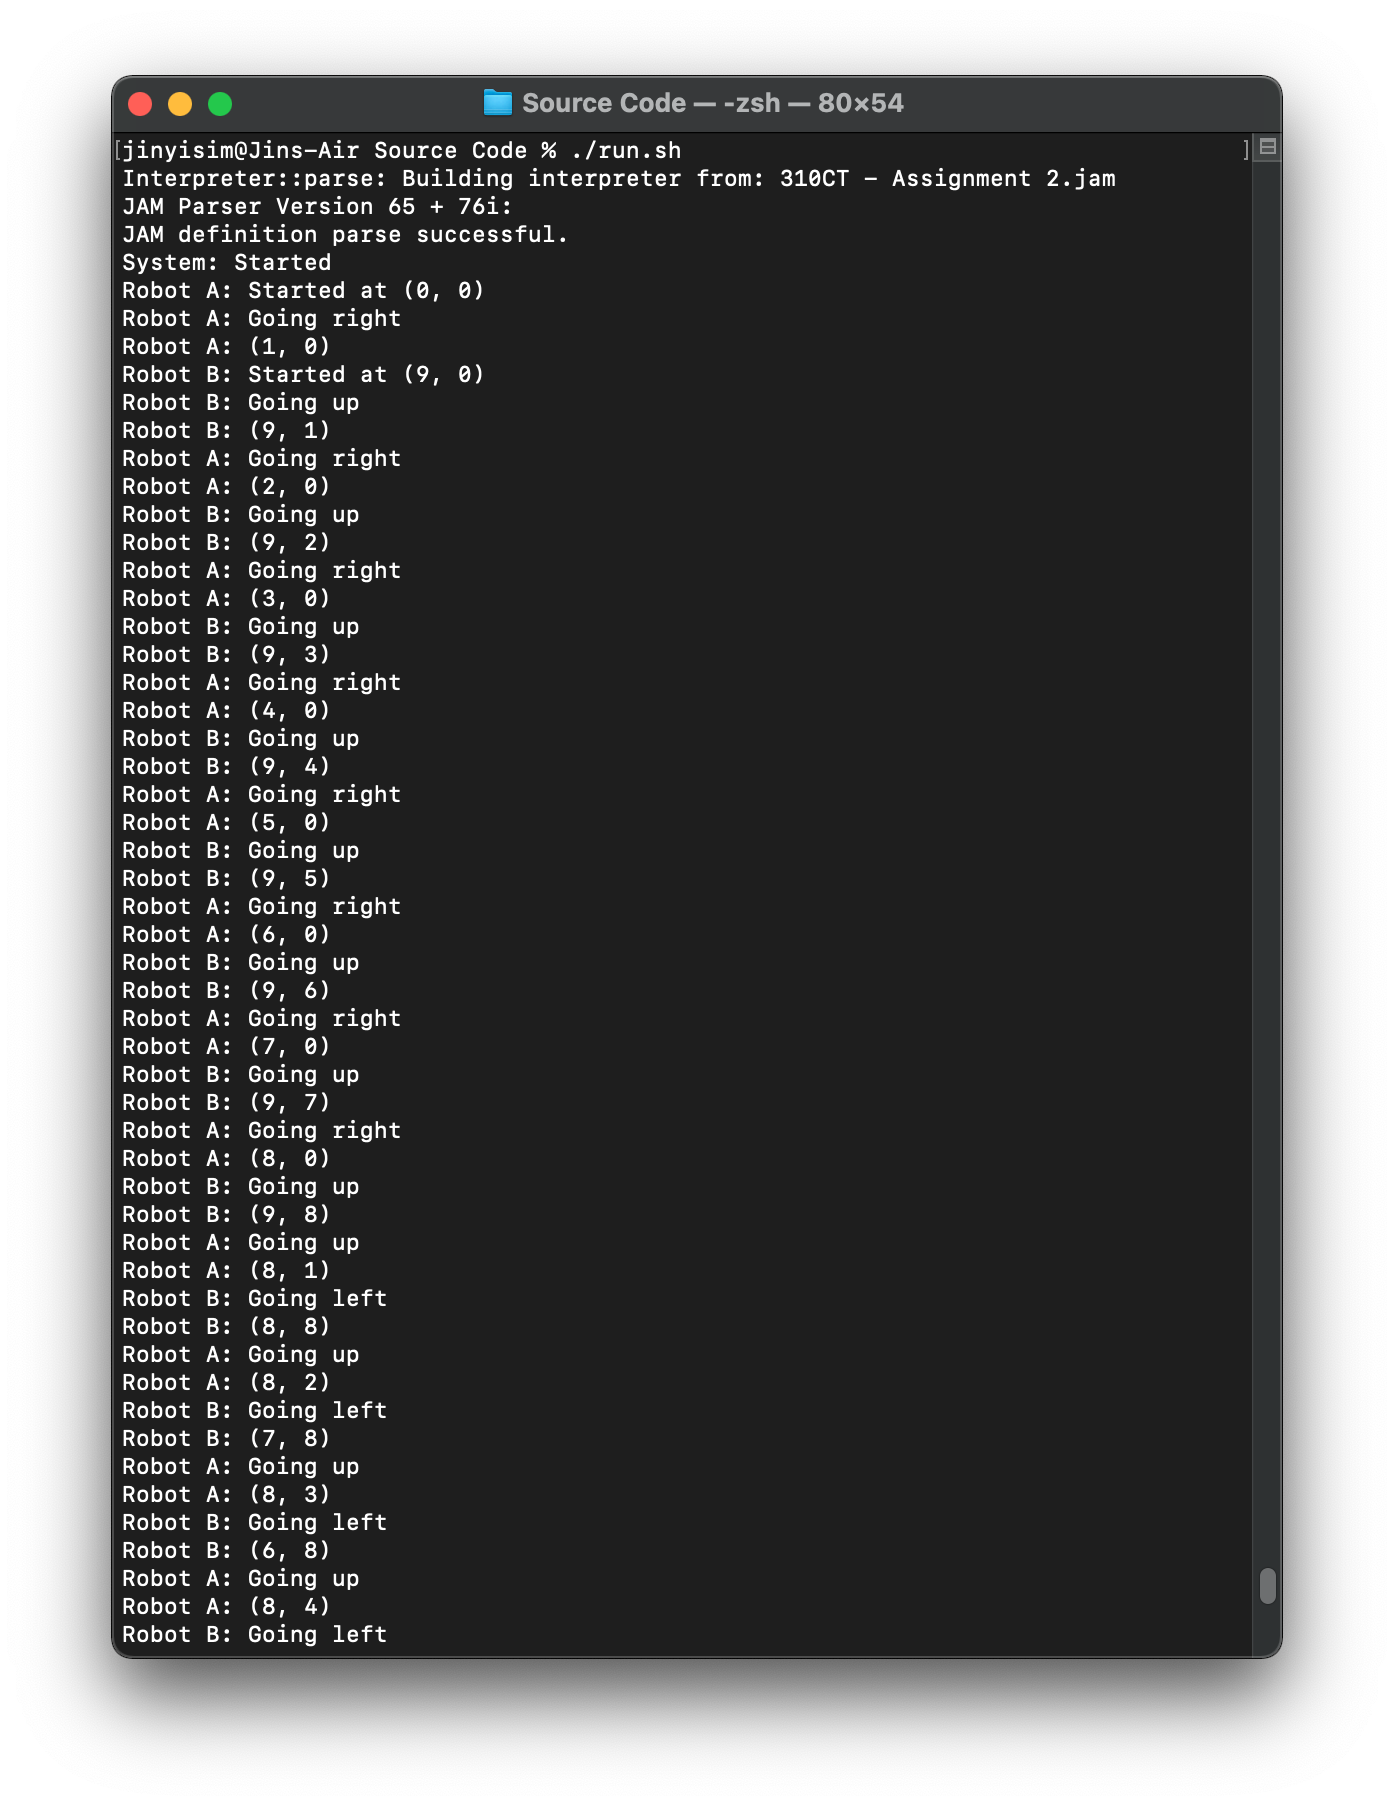 Source Code — -zsh — 80×54
jinyisim@Jins-Air Source Code % ./run.sh
Interpreter::parse: Building interpreter from: 310CT - Assignment 2.jam
JAM Parser Version 65 + 76i:
JAM definition parse successful.
System: Started
Robot A: Started at (0, 0)
Robot A: Going right
Robot A: (1, 0)
Robot B: Started at (9, 0)
Robot B: Going up
Robot B: (9, 1)
Robot A: Going right
Robot A: (2, 0)
Robot B: Going up
Robot B: (9, 2)
Robot A: Going right
Robot A: (3, 0)
Robot B: Going up
Robot B: (9, 3)
Robot A: Going right
Robot A: (4, 0)
Robot B: Going up
Robot B: (9, 4)
Robot A: Going right
Robot A: (5, 0)
Robot B: Going up
Robot B: (9, 5)
Robot A: Going right
Robot A: (6, 0)
Robot B: Going up
Robot B: (9, 6)
Robot A: Going right
Robot A: (7, 0)
Robot B: Going up
Robot B: (9, 7)
Robot A: Going right
Robot A: (8, 0)
Robot B: Going up
Robot B: (9, 8)
Robot A: Going up
Robot A: (8, 1)
Robot B: Going left
Robot B: (8, 8)
Robot A: Going up
Robot A: (8, 2)
Robot B: Going left
Robot B: (7, 8)
Robot A: Going up
Robot A: (8, 3)
Robot B: Going left
Robot B: (6, 8)
Robot A: Going up
Robot A: (8, 4)
Robot B: Going left